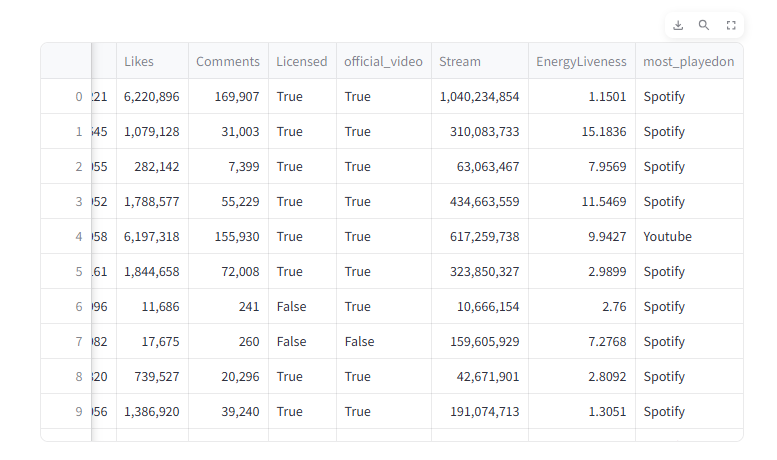 Likes Comments Licensed official_video Stream EnergyLiveness most_playedon
0 221 6,220,896 169,907 True True 1,040,234,854 1.1501 Spotify
1 645 1,079,128 31,003 True True 310,083,733 15.1836 Spotify
2 055 282,142 7,399 True True 63,063,467 7.9569 Spotify
3 952 1,788,577 55,229 True True 434,663,559 11.5469 Spotify
4 058 6,197,318 155,930 True True 617,259,738 9.9427 Youtube
5 61 1,844,658 72,008 True True 323,850,327 2.9899 Spotify
6 96 11,686 241 False True 10,666,154 2.76 Spotify
7 82 17,675 260 False False 159,605,929 7.2768 Spotify
8 20 739,527 20,296 True True 42,671,901 2.8092 Spotify
9 56 1,386,920 39,240 True True 191,074,713 1.3051 Spotify